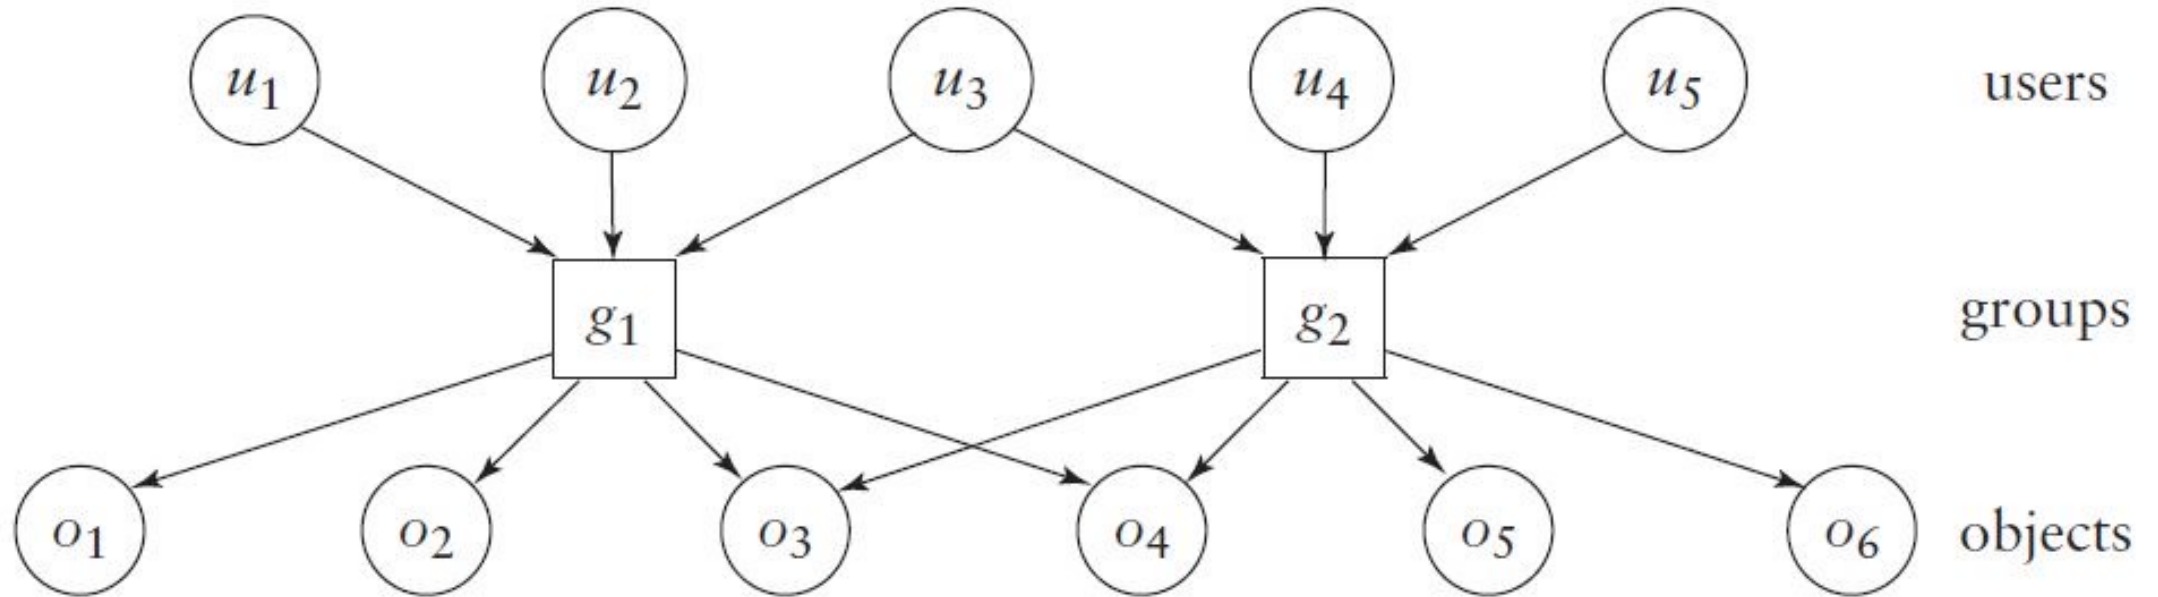 u1 u2 u3 u4 u5 users
g1 g2 groups
o1 o2 o3 o4 o5 o6 objects